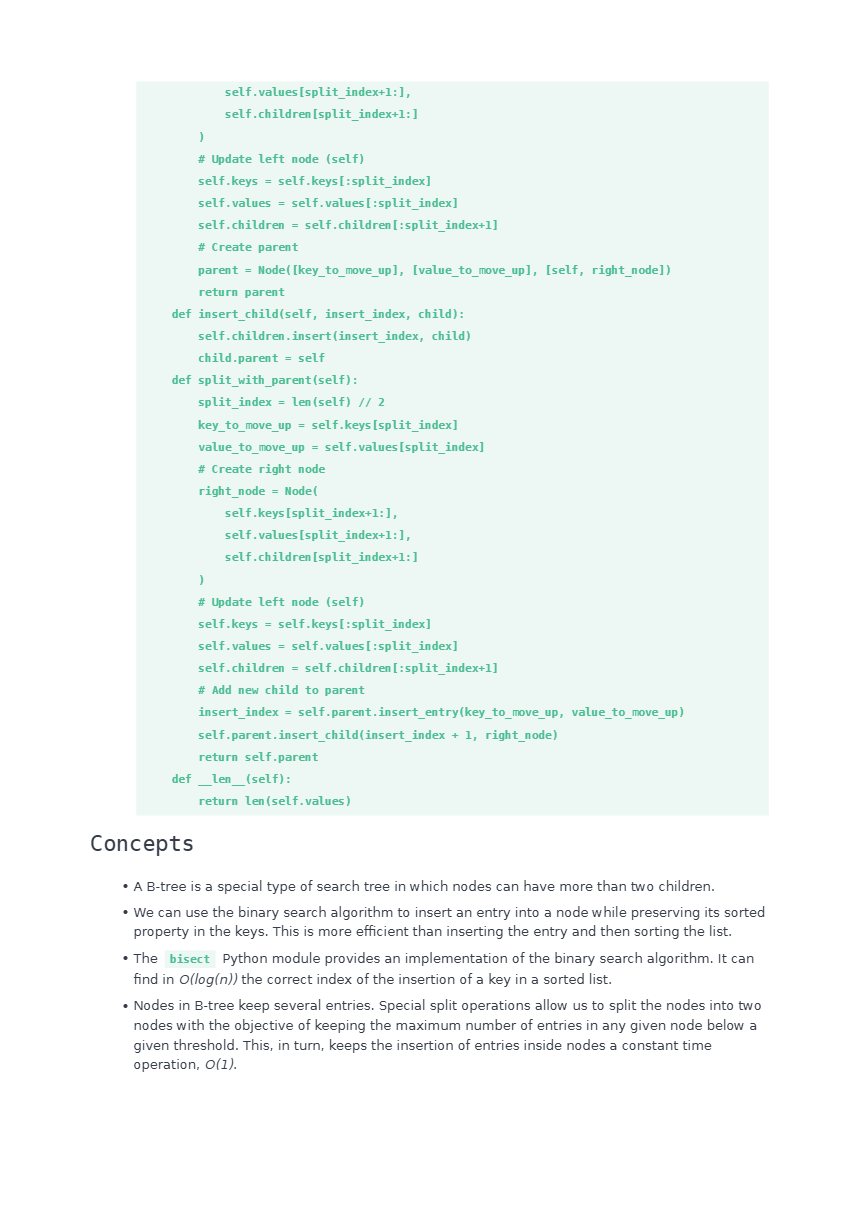 self.values[split_index+1:],
            self.children[split_index+1:]
        )
        # Update left node (self)
        self.keys = self.keys[:split_index]
        self.values = self.values[:split_index]
        self.children = self.children[:split_index+1]
        # Create parent
        parent = Node([key_to_move_up], [value_to_move_up], [self, right_node])
        return parent
    def insert_child(self, insert_index, child):
        self.children.insert(insert_index, child)
        child.parent = self
    def split_with_parent(self):
        split_index = len(self) // 2
        key_to_move_up = self.keys[split_index]
        value_to_move_up = self.values[split_index]
        # Create right node
        right_node = Node(
            self.keys[split_index+1:],
            self.values[split_index+1:],
            self.children[split_index+1:]
        )
        # Update left node (self)
        self.keys = self.keys[:split_index]
        self.values = self.values[:split_index]
        self.children = self.children[:split_index+1]
        # Add new child to parent
        insert_index = self.parent.insert_entry(key_to_move_up, value_to_move_up)
        self.parent.insert_child(insert_index + 1, right_node)
        return self.parent
    def __len__(self):
        return len(self.values)
Concepts
• A B-tree is a special type of search tree in which nodes can have more than two children.
• We can use the binary search algorithm to insert an entry into a node while preserving its sorted
property in the keys. This is more efficient than inserting the entry and then sorting the list.
• The bisect Python module provides an implementation of the binary search algorithm. It can
find in O(log(n)) the correct index of the insertion of a key in a sorted list.
• Nodes in B-tree keep several entries. Special split operations allow us to split the nodes into two
nodes with the objective of keeping the maximum number of entries in any given node below a
given threshold. This, in turn, keeps the insertion of entries inside nodes a constant time
operation, O(1).